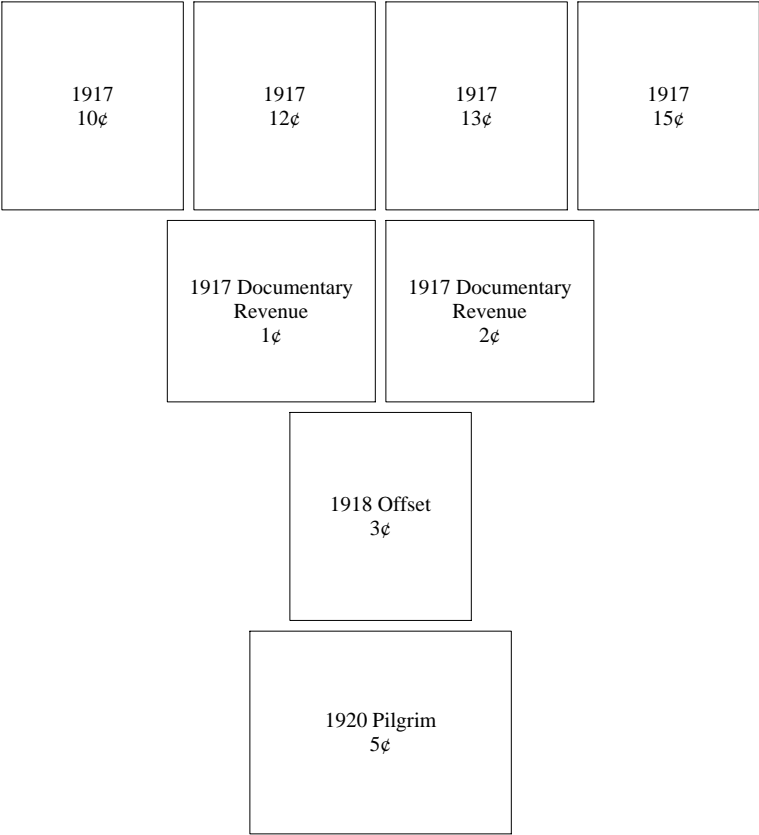 1917
10¢
1917
12¢
1917
13¢
1917
15¢
1917 Documentary
Revenue
1¢
1917 Documentary
Revenue
2¢
1918 Offset
3¢
1920 Pilgrim
5¢